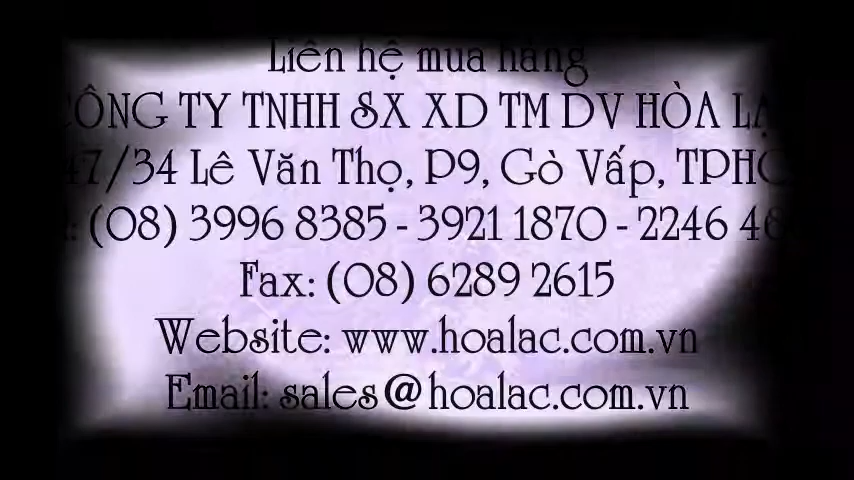 Liên hệ mua hàng
CÔNG TY TNHH SX XD TM DV HÒA
47/34 Lê Văn Thọ, P9, Gò Vấp,
(08) 3996 8385 - 3921 1870 - 2246
Fax: (08) 6289 2615
Website: www.hoalac.com.vn
Email: sales@hoalac.com.vn